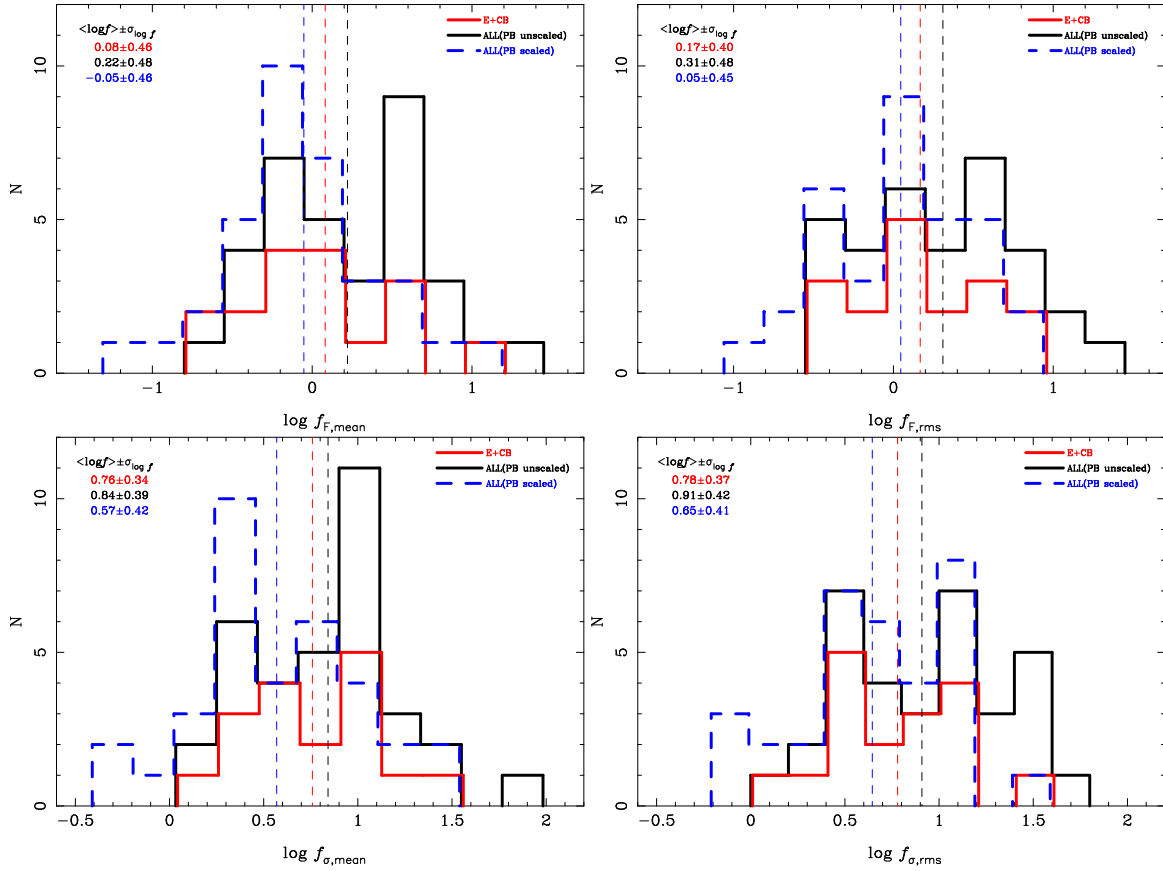 <logf>±σlog f
0.08±0.46
0.22±0.48
−0.05±0.46
E+CB
ALL(PB unscaled)
ALL(PB scaled)
N
0
5
10
−1
0
1
log fF,mean
<logf>±σlog f
0.17±0.40
0.31±0.48
0.05±0.45
E+CB
ALL(PB unscaled)
ALL(PB scaled)
N
0
5
10
−1
0
1
log fF,rms
<logf>±σlog f
0.76±0.34
0.84±0.39
0.57±0.42
E+CB
ALL(PB unscaled)
ALL(PB scaled)
N
0
5
10
−0.5
0
0.5
1
1.5
2
log fσ,mean
<logf>±σlog f
0.78±0.37
0.91±0.42
0.65±0.41
E+CB
ALL(PB unscaled)
ALL(PB scaled)
N
0
5
10
−0.5
0
0.5
1
1.5
2
log fσ,rms